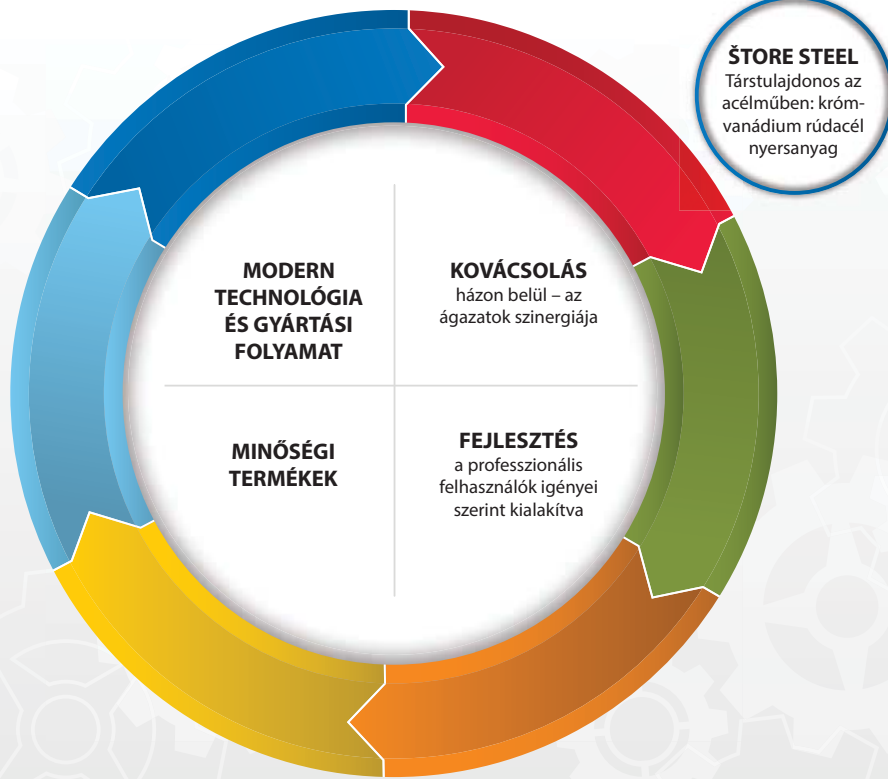 ŠTORE STEEL
Társtulajdonos az
acélműben: króm-
vanádium rúdacél
nyersanyag
MODERN
TECHNOLÓGIA
ÉS GYÁRTÁSI
FOLYAMAT
KOVÁCSOLÁS
házon belül – az
ágazatok szinergiája
MINŐSÉGI
TERMÉKEK
FEJLESZTÉS
a professzionális
felhasználók igényei
szerint kialakítva